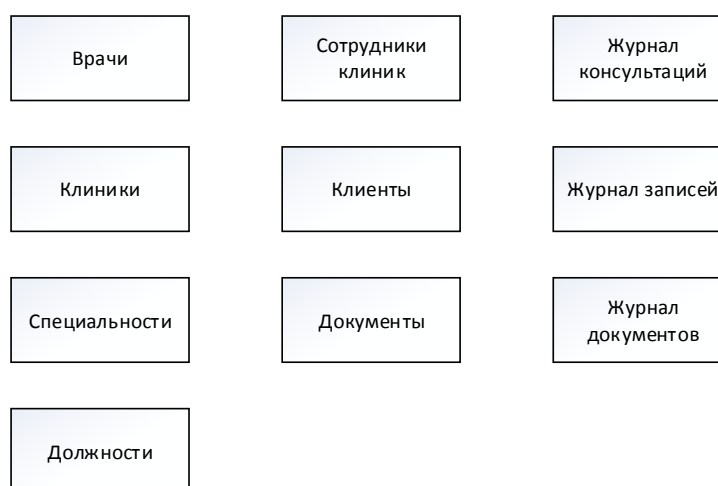 Врачи
Сотрудники
клиник
Журнал
консультаций
Клиники
Клиенты
Журнал записей
Специальности
Документы
Журнал
документов
Должности